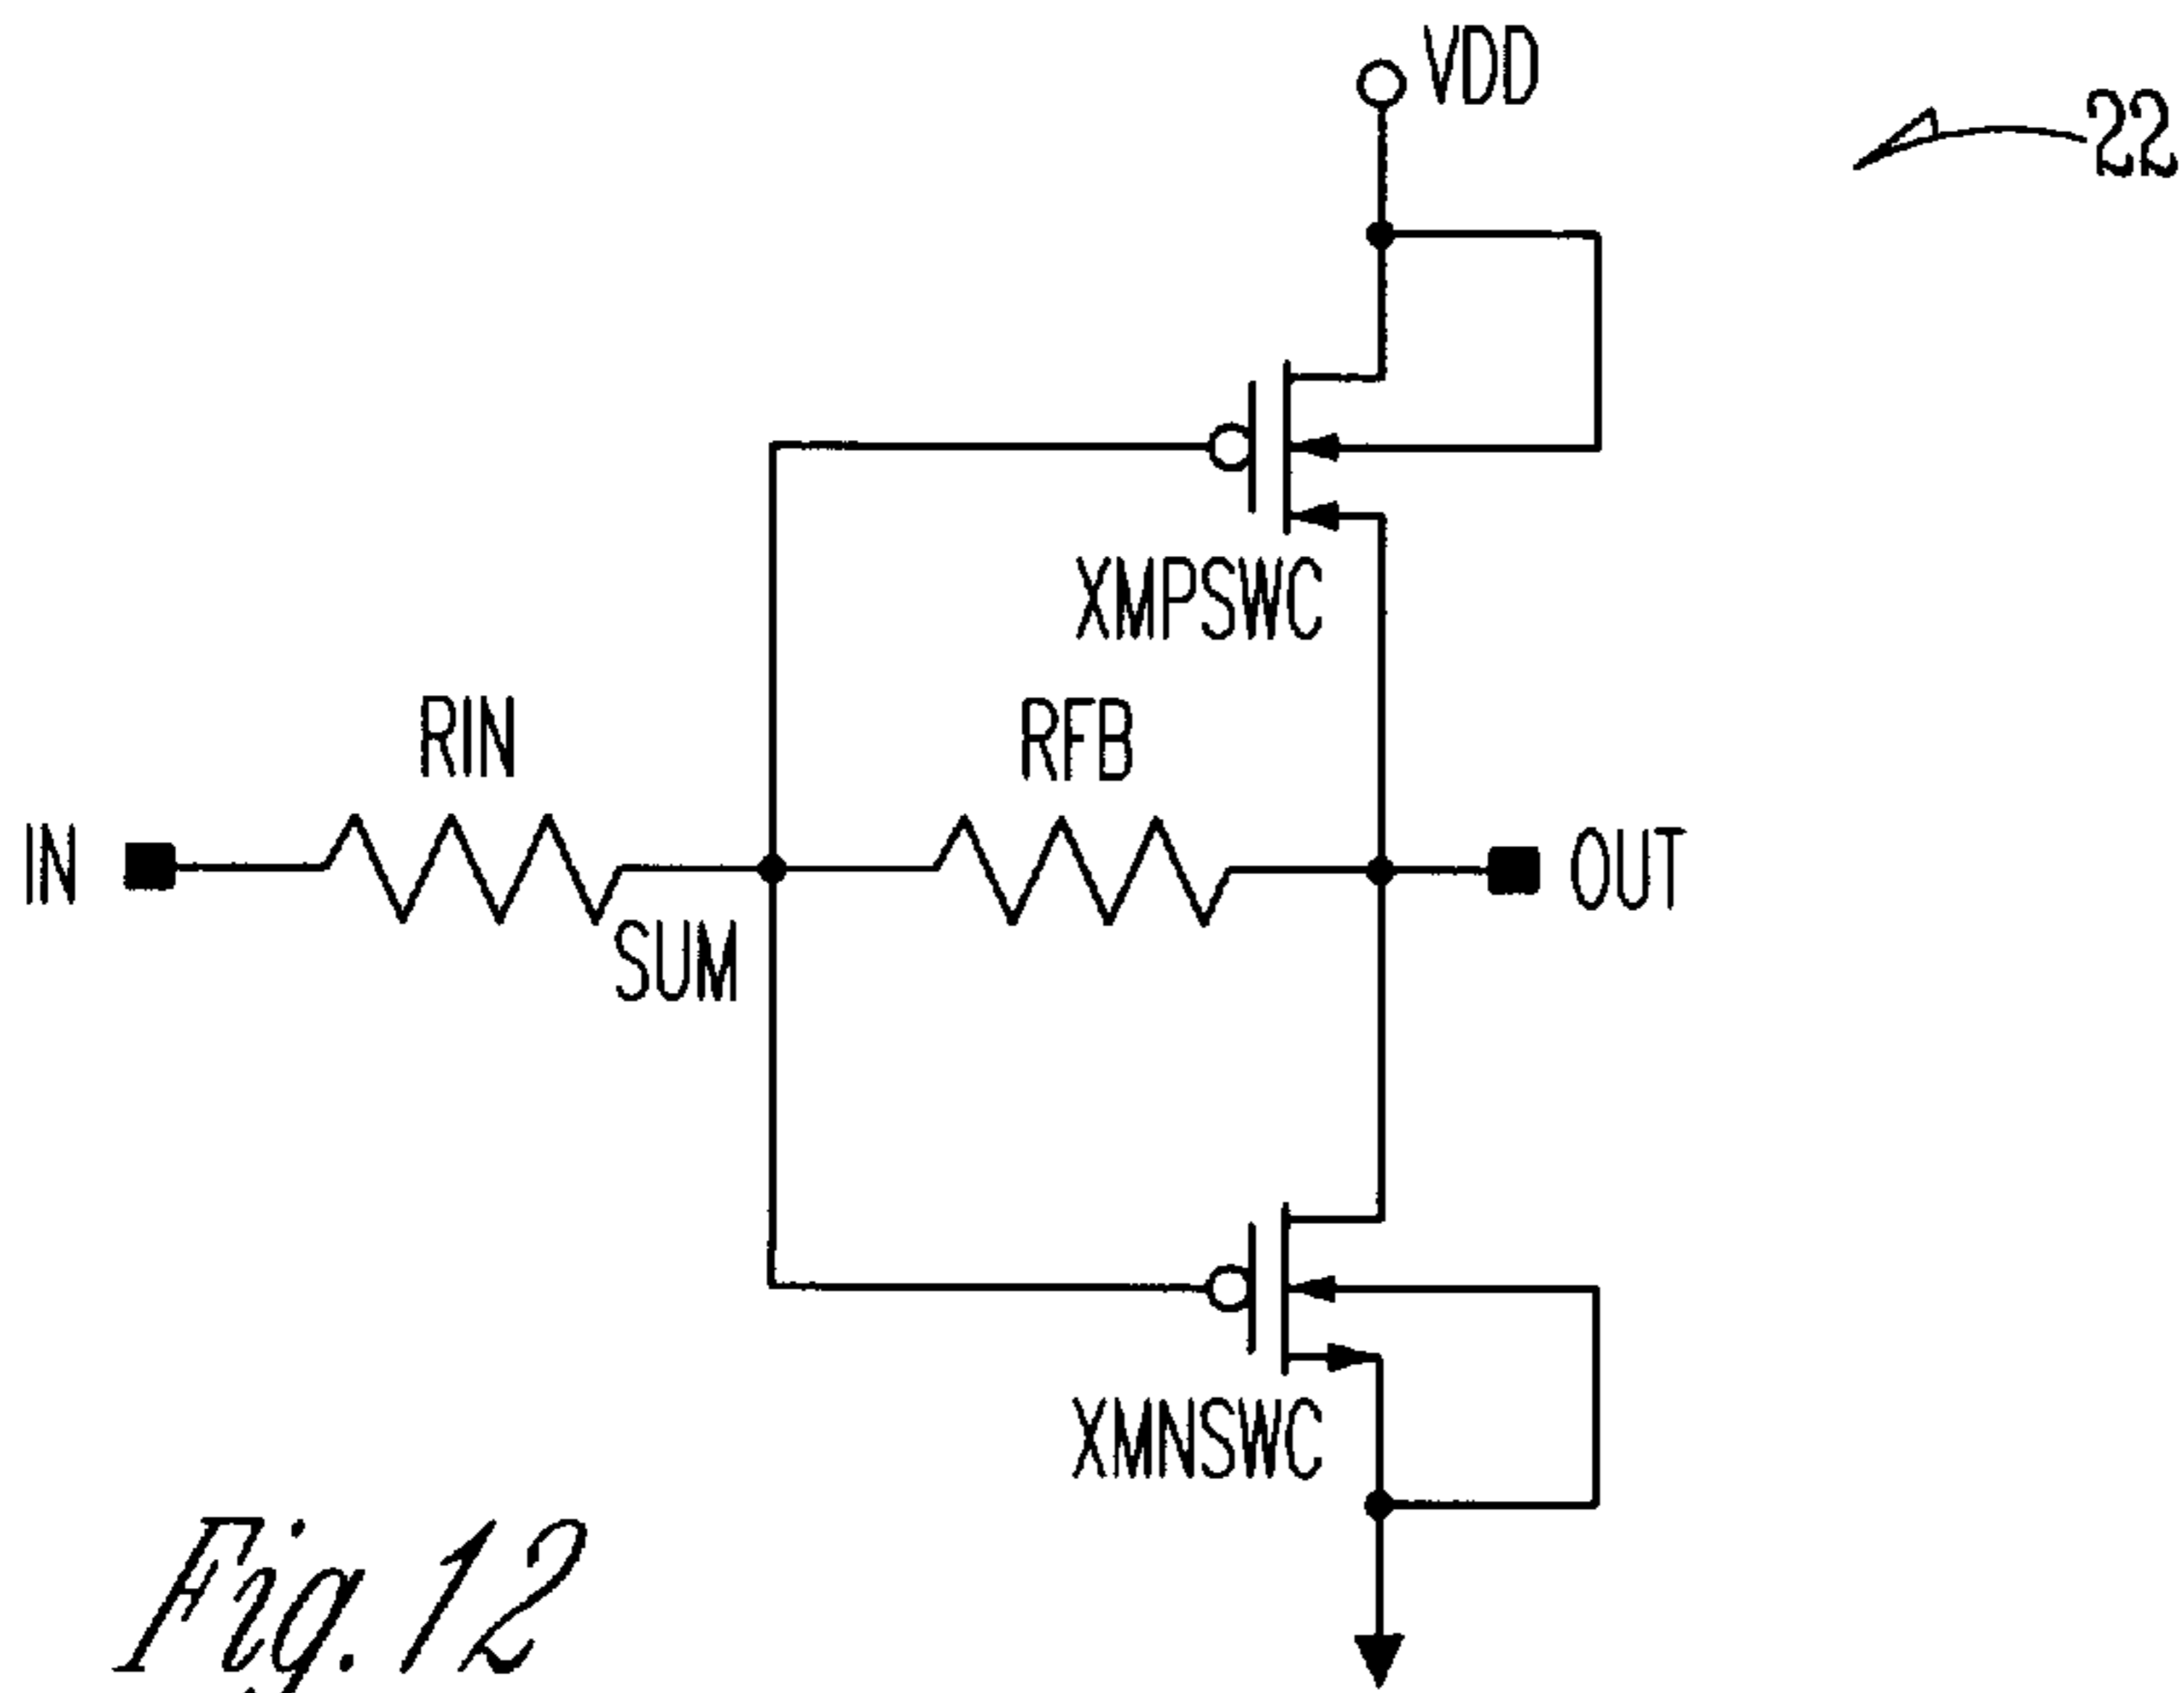 VDD
22
XMPSWC
RIN
RFB
IN
OUT
SUM
XMNSWC
Fig. 12